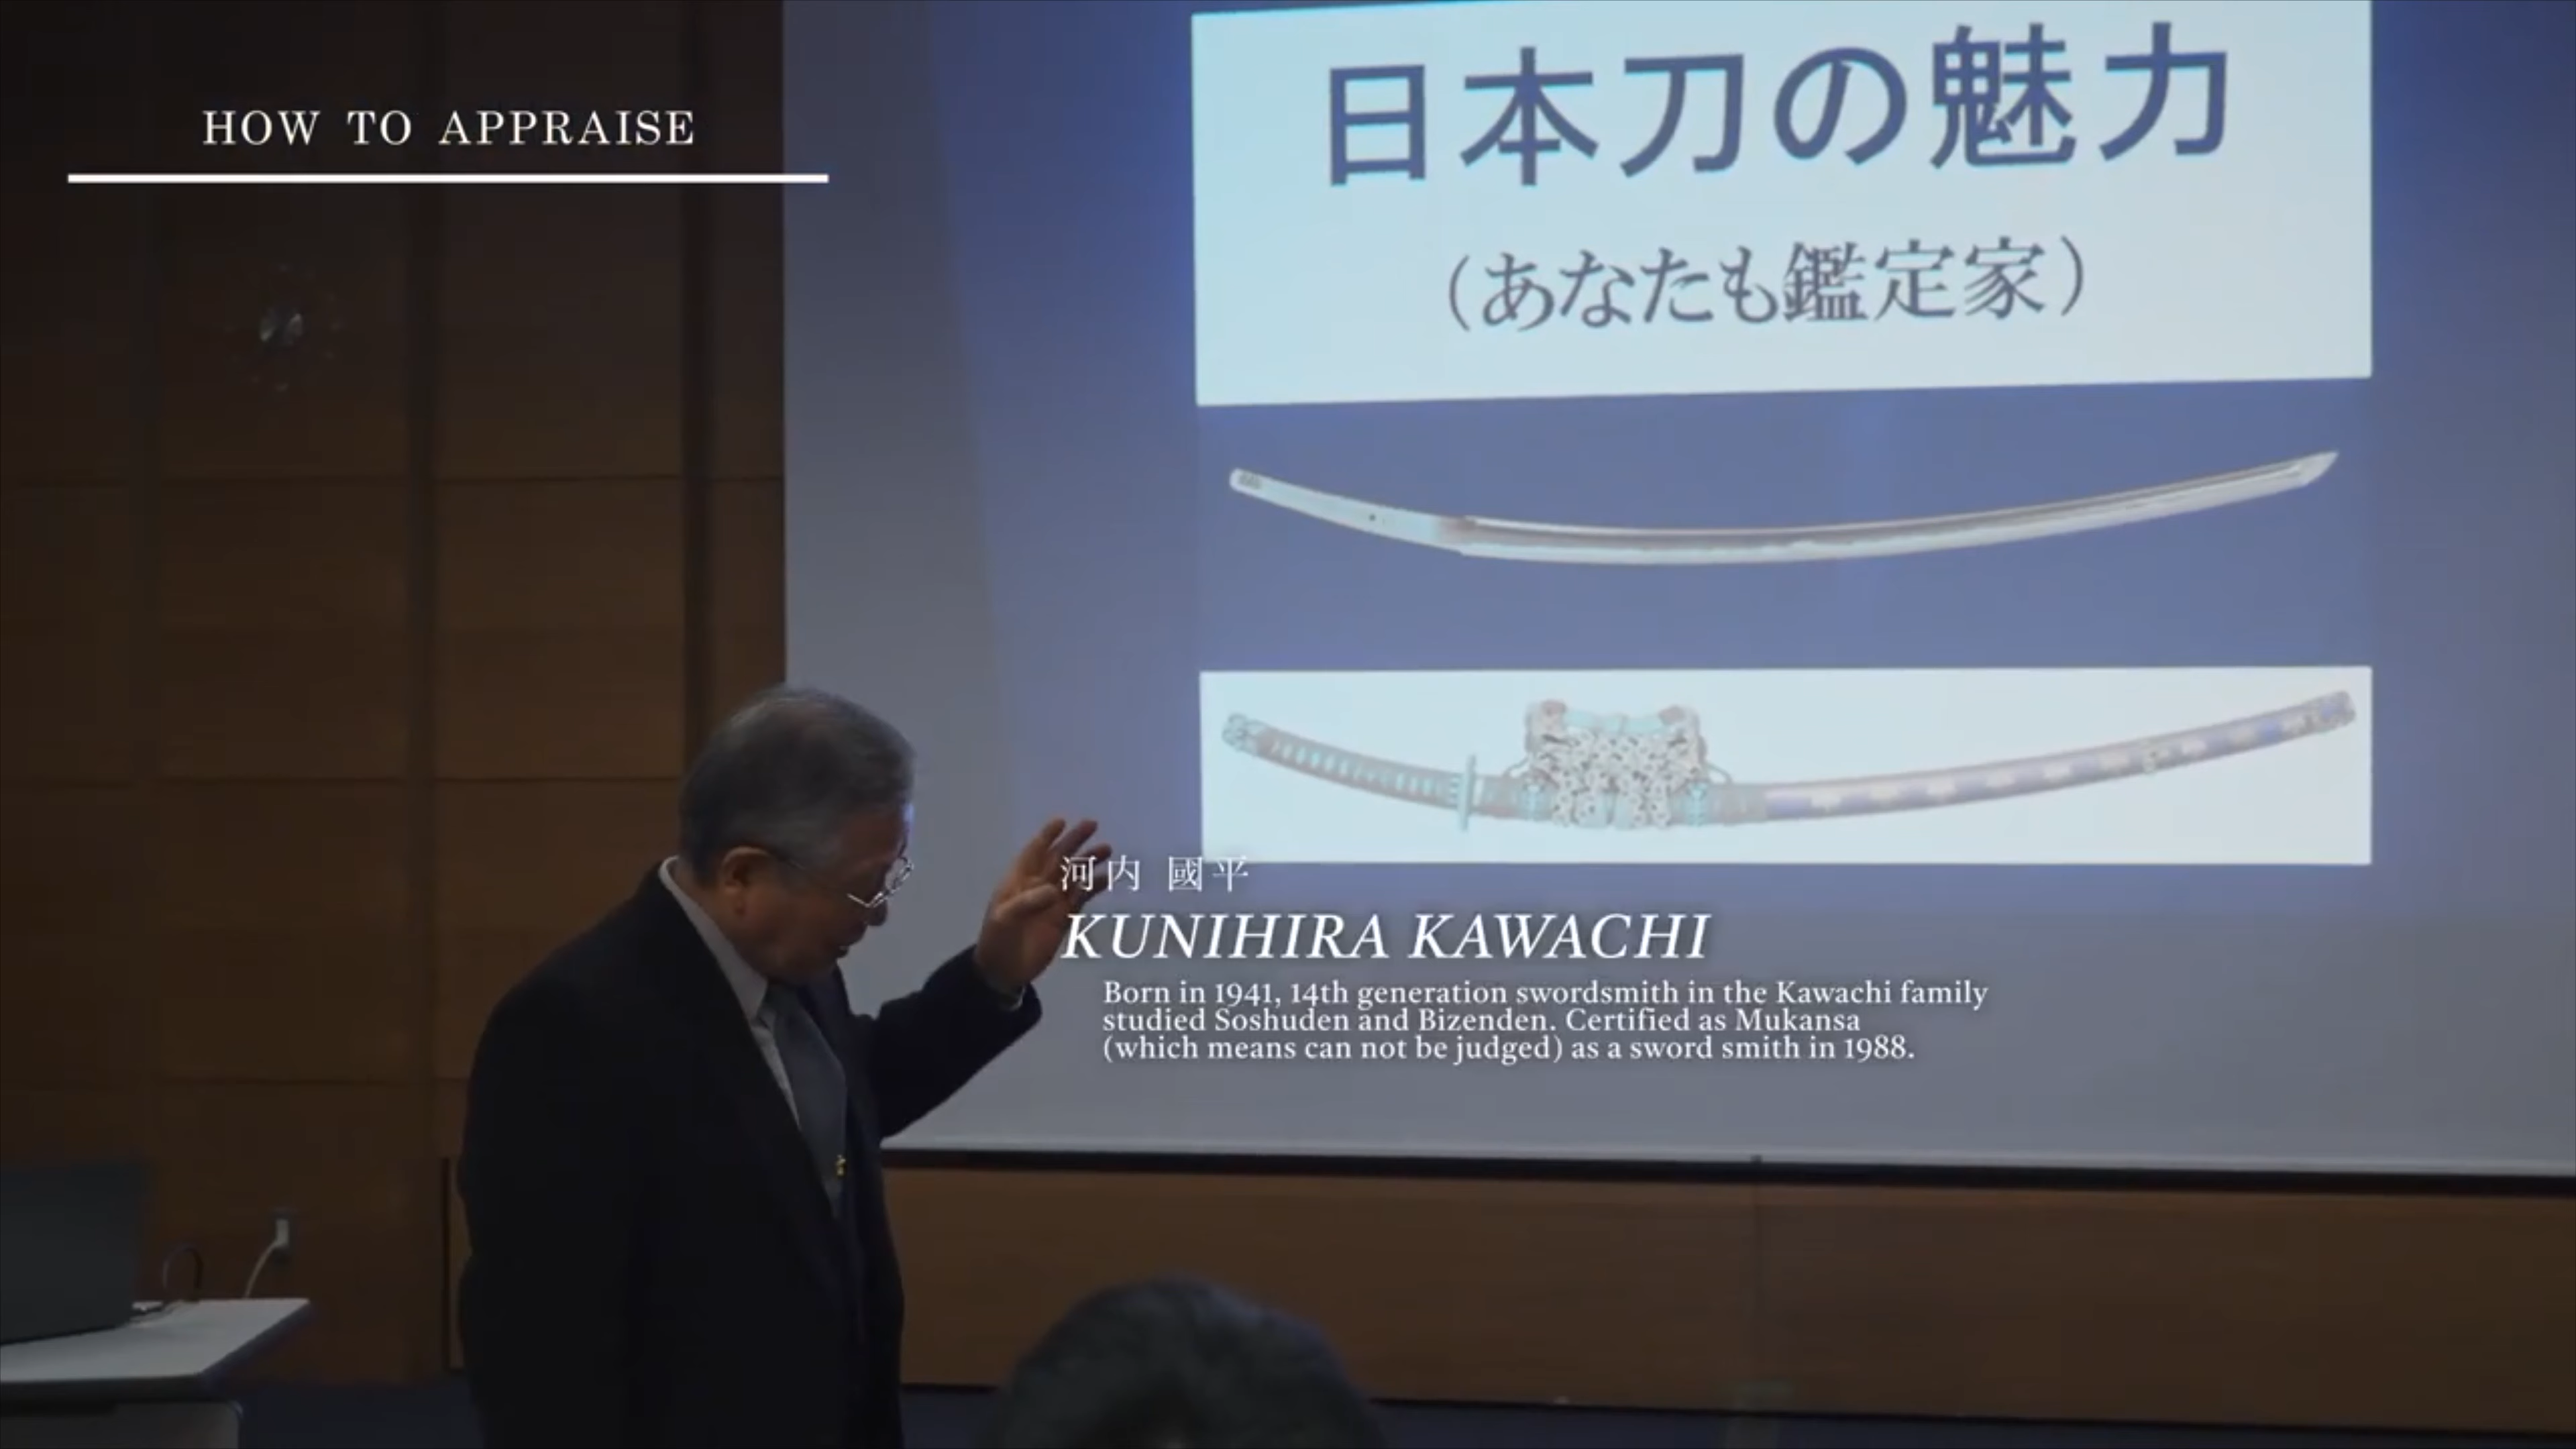 HOW TO APPRAISE
日本刀の魅力
（あなたも鑑定家）
河内 國平
KUNIHIRA KAWACHI
Born in 1941, 14th generation swordsmith in the Kawachi family
studied Soshuden and Bizenden. Certified as Mukansa
(which means can not be judged) as a sword smith in 1988.